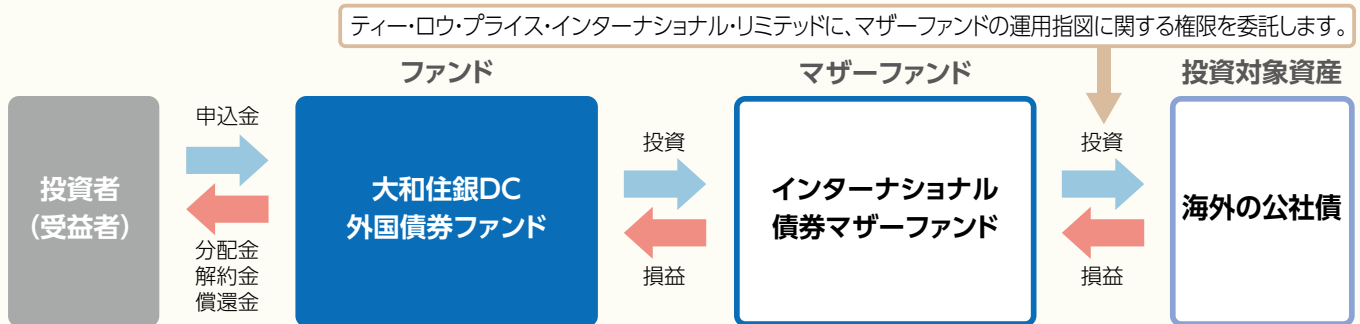 ティー・ロウ・プライス・インターナショナル・リミテッドに、マザーファンドの運用指図に関する権限を委託します。
ファンド
マザーファンド
投資対象資産
投資者
（受益者）
申込金
分配金
解約金
償還金
大和住銀DC
外国債券ファンド
投資
損益
インターナショナル
債券マザーファンド
投資
損益
海外の公社債